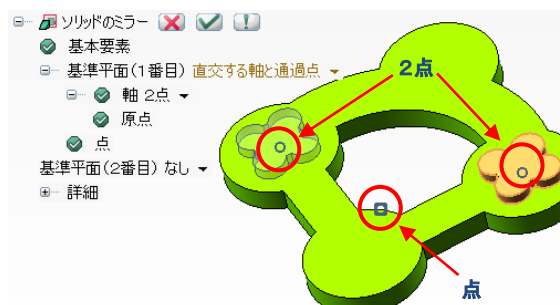 ソリッドのミラー
基本要素
基準平面(1番目) 直交する軸と通過点
軸 2点
原点
点
基準平面(2番目) なし
詳細
2点
点